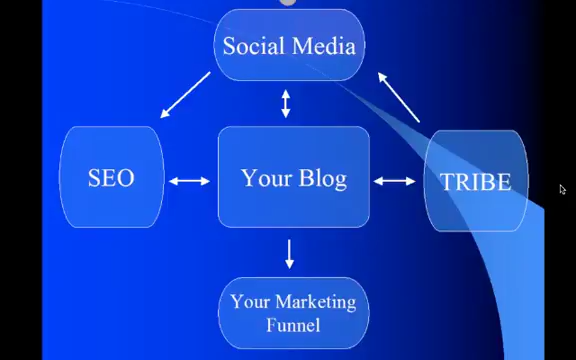 Social Media
SEO
Your Blog
TRIBE
Your Marketing
Funnel